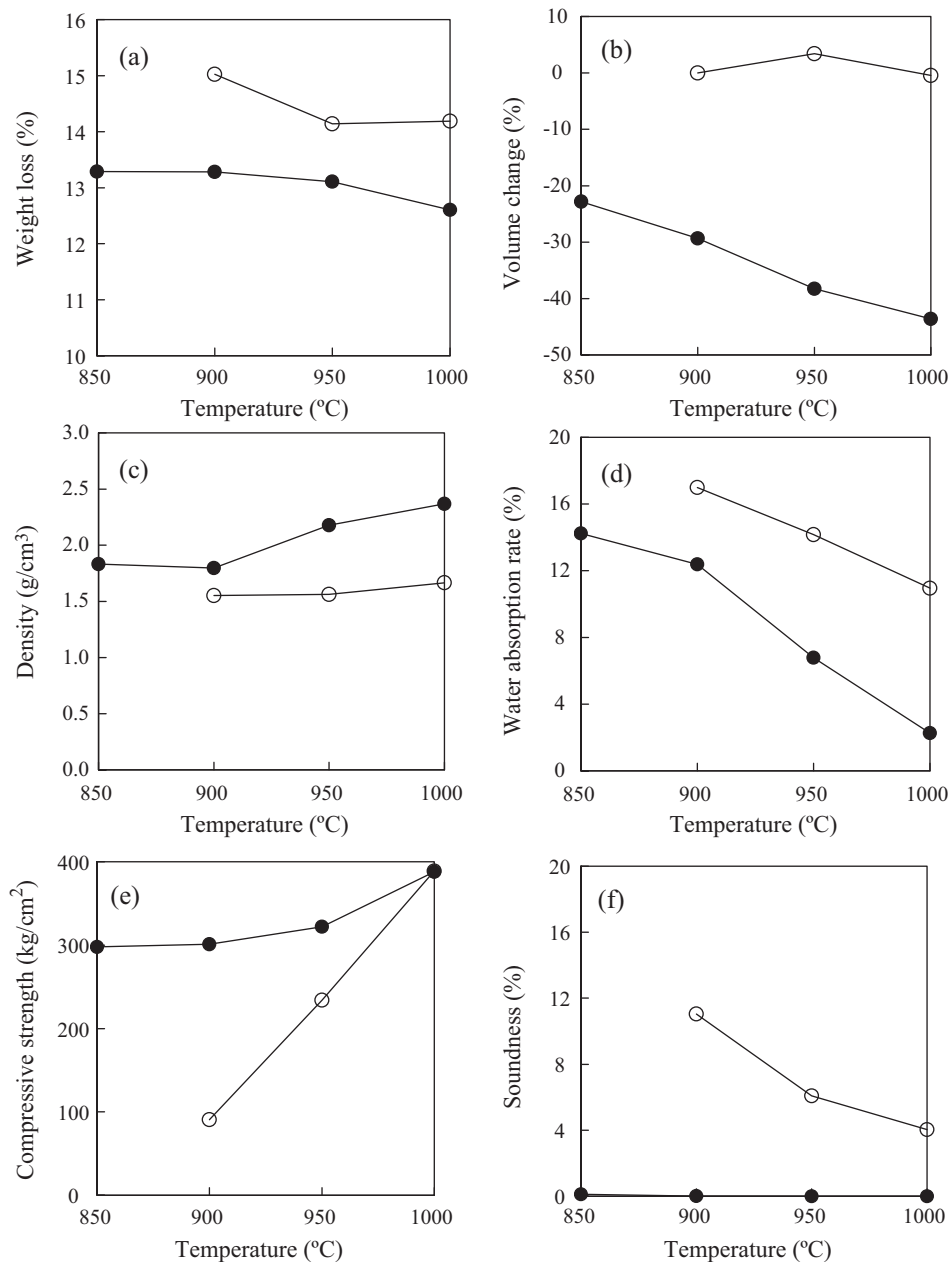 (a)
Weight loss (%)
16
15
14
13
12
11
10
850 900 950 1000
Temperature (ºC)
(b)
Volume change (%)
10
0
-10
-20
-30
-40
-50
850 900 950 1000
Temperature (ºC)
(c)
Density (g/cm³)
3.0
2.5
2.0
1.5
1.0
0.5
0.0
850 900 950 1000
Temperature (ºC)
(d)
Water absorption rate (%)
20
16
12
8
4
0
850 900 950 1000
Temperature (ºC)
(e)
Compressive strength (kg/cm²)
400
300
200
100
0
850 900 950 1000
Temperature (ºC)
(f)
Soundness (%)
20
16
12
8
4
0
850 900 950 1000
Temperature (ºC)